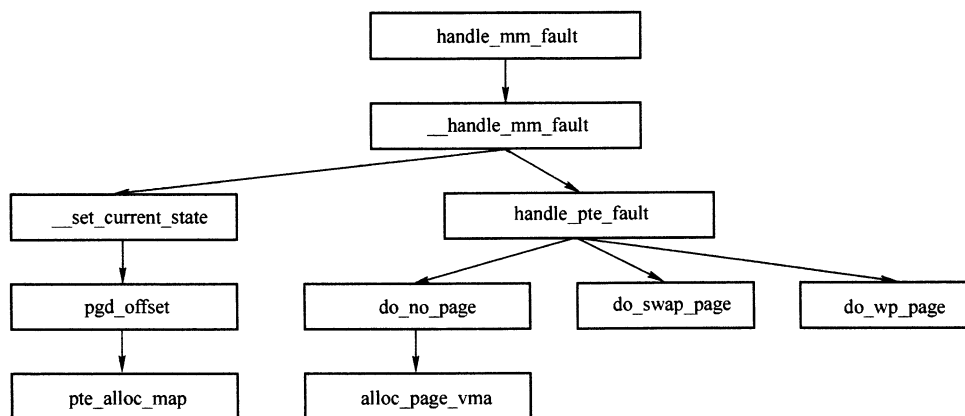 handle_mm_fault
__handle_mm_fault
__set_current_state
handle_pte_fault
pgd_offset
do_no_page
do_swap_page
do_wp_page
pte_alloc_map
alloc_page_vma